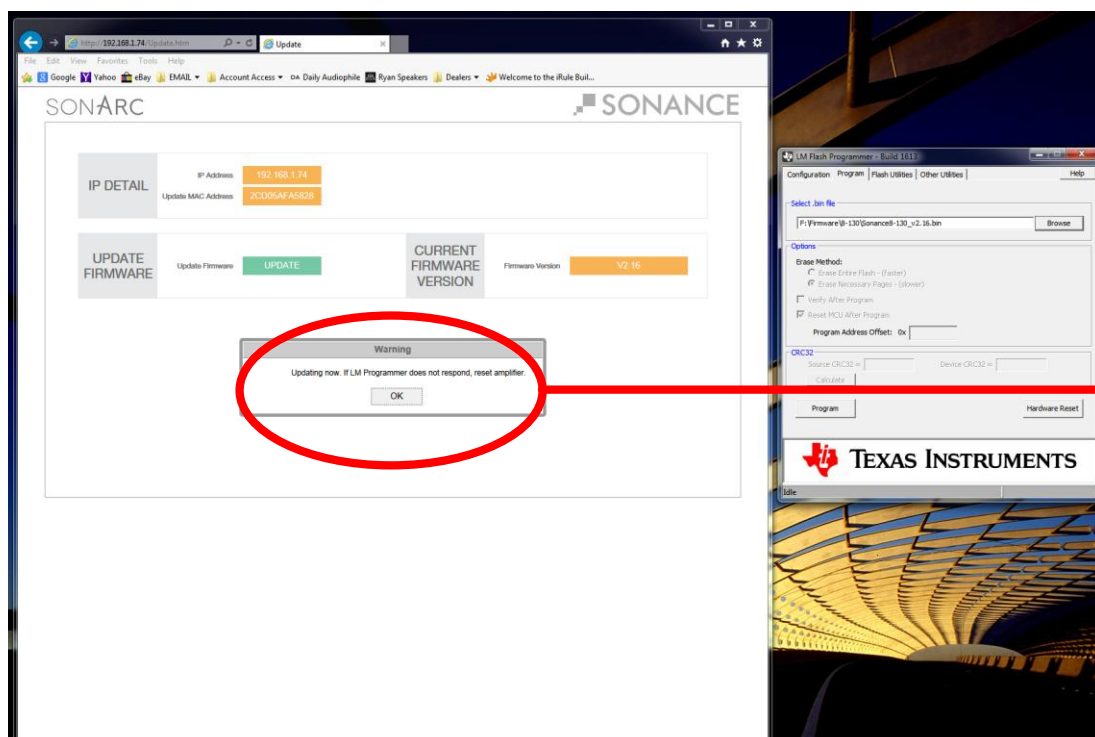 http://192.168.1.74/Update.htm
Update
File Edit View Favorites Tools Help
Google Yahoo eBay EMAIL Account Access DA Daily Audiophile Ryan Speakers Dealers Welcome to the iRule Buil...
SONARC
SONANCE
IP DETAIL
IP Address 192.168.1.74
Update MAC Address 2CD05AFA5828
UPDATE FIRMWARE
Update Firmware UPDATE
CURRENT FIRMWARE VERSION
Firmware Version V2.16
Warning
Updating now. If LM Programmer does not respond, reset amplifier.
OK
LM Flash Programmer - Build 1613
Configuration Program Flash Utilities Other Utilities Help
Select .bin file
F:\Firmware\8-130\Sonance8-130_v2.16.bin Browse
Options
Erase Method:
Erase Entire Flash - (faster)
Erase Necessary Pages - (slower)
Verify After Program
Reset MCU After Program
Program Address Offset: 0x
CRC32
Source CRC32 = Device CRC32 =
Calculate
Program Hardware Reset
TEXAS INSTRUMENTS
Idle